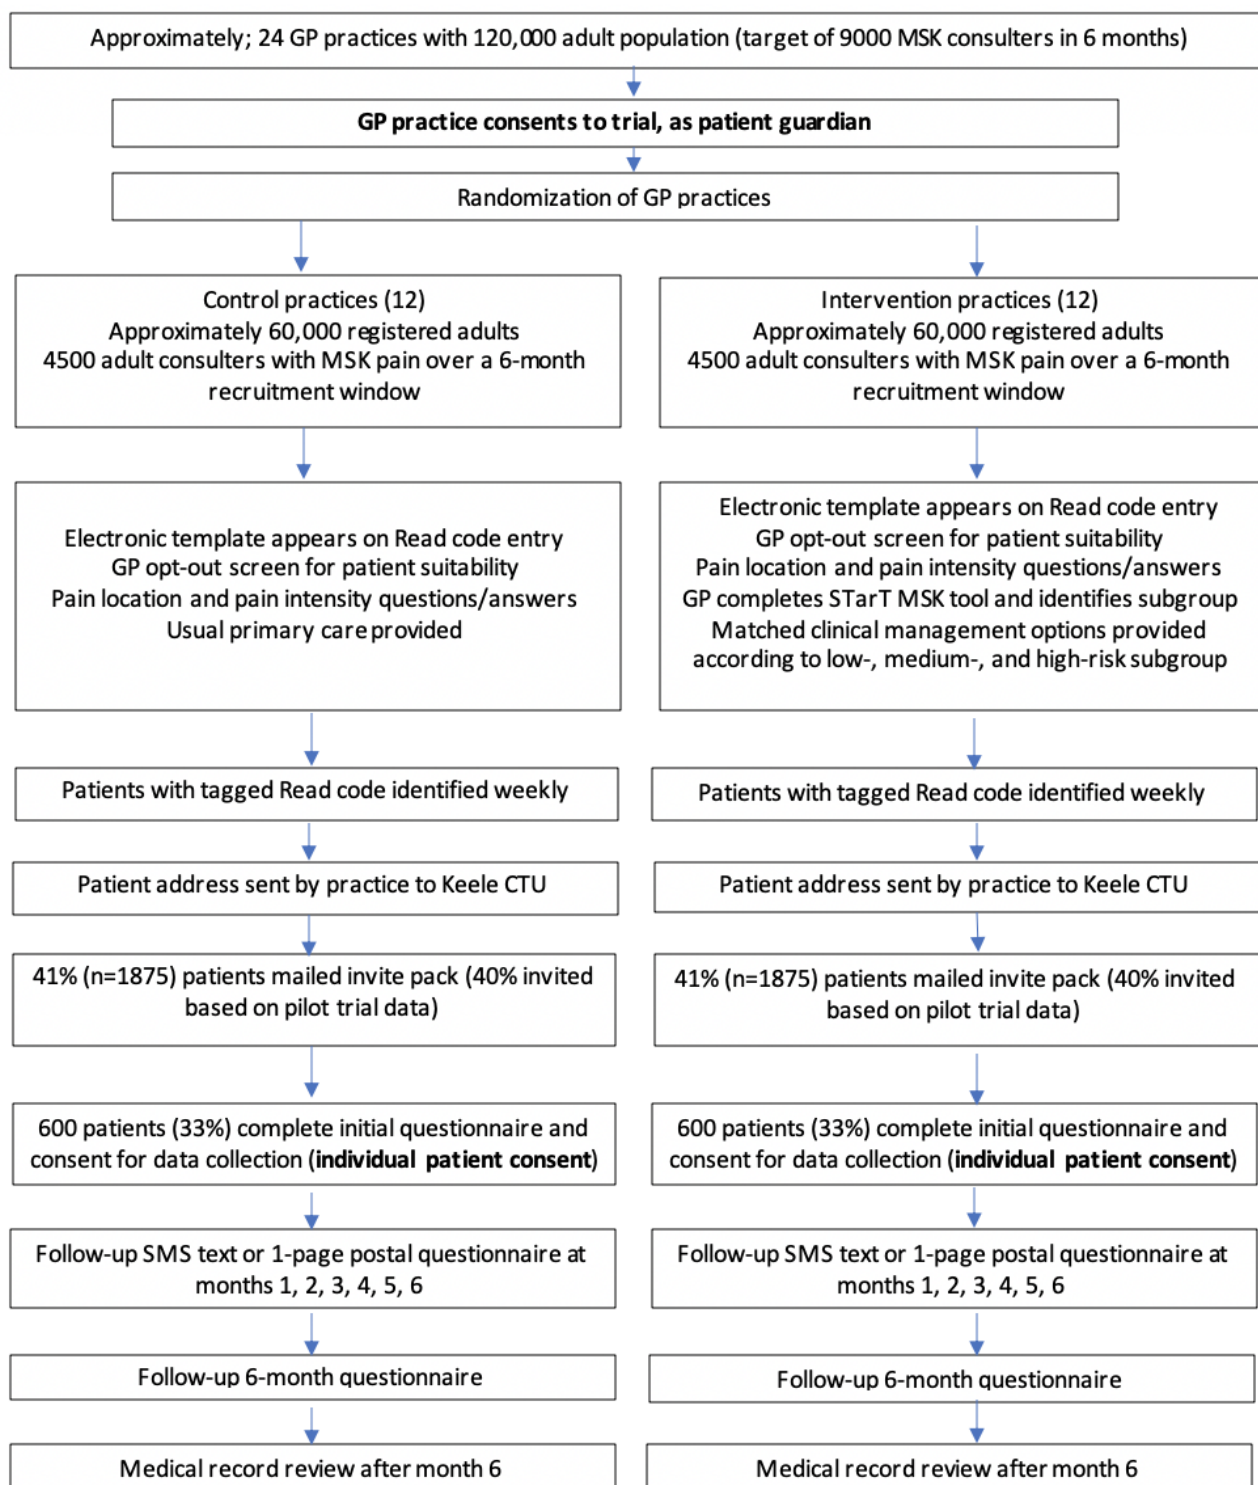 Approximately; 24 GP practices with 120,000 adult population (target of 9000 MSK consulters in 6 months)
GP practice consents to trial, as patient guardian
Randomization of GP practices
Control practices (12)
Approximately 60,000 registered adults
4500 adult consulters with MSK pain over a 6-month
recruitment window
Intervention practices (12)
Approximately 60,000 registered adults
4500 adult consulters with MSK pain over a 6-month
recruitment window
Electronic template appears on Read code entry
GP opt-out screen for patient suitability
Pain location and pain intensity questions/answers
Usual primary care provided
Electronic template appears on Read code entry
GP opt-out screen for patient suitability
Pain location and pain intensity questions/answers
GP completes STarT MSK tool and identifies subgroup
Matched clinical management options provided
according to low-, medium-, and high-risk subgroup
Patients with tagged Read code identified weekly
Patients with tagged Read code identified weekly
Patient address sent by practice to Keele CTU
Patient address sent by practice to Keele CTU
41% (n=1875) patients mailed invite pack (40% invited
based on pilot trial data)
41% (n=1875) patients mailed invite pack (40% invited
based on pilot trial data)
600 patients (33%) complete initial questionnaire and
consent for data collection (individual patient consent)
600 patients (33%) complete initial questionnaire and
consent for data collection (individual patient consent)
Follow-up SMS text or 1-page postal questionnaire at
months 1, 2, 3, 4, 5, 6
Follow-up SMS text or 1-page postal questionnaire at
months 1, 2, 3, 4, 5, 6
Follow-up 6-month questionnaire
Follow-up 6-month questionnaire
Medical record review after month 6
Medical record review after month 6